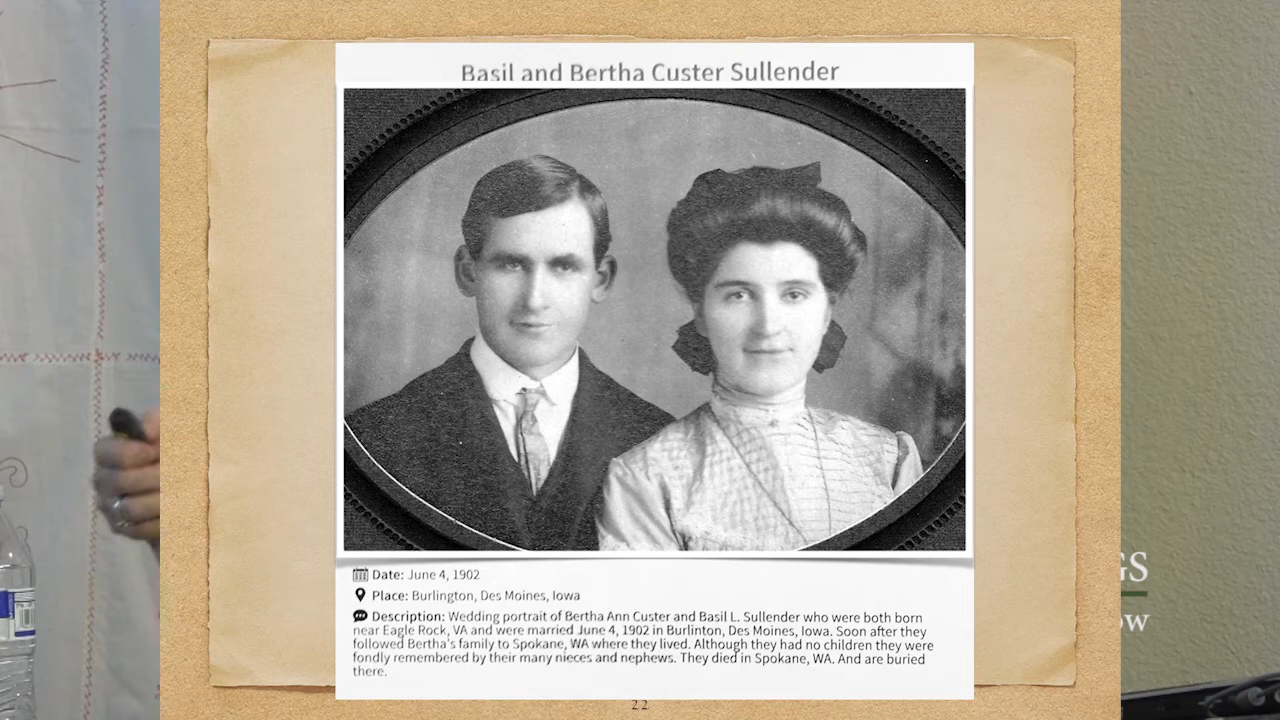 Basil and Bertha Custer Sullender
Date: June 4, 1902
Place: Burlington, Des Moines, Iowa
Description: Wedding portrait of Bertha Ann Custer and Basil L. Sullender who were both born
near Eagle Rock, VA and were married June 4, 1902 in Burlinton, Des Moines, Iowa. Soon after they
followed Bertha's family to Spokane, WA where they lived. Although they had no children they were
fondly remembered by their many nieces and nephews. They died in Spokane, WA. And are buried
there.
22